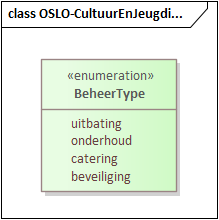 class OSLO-CultuurEnJeugdi...
«enumeration»
BeheerType
uitbating
onderhoud
catering
beveiliging